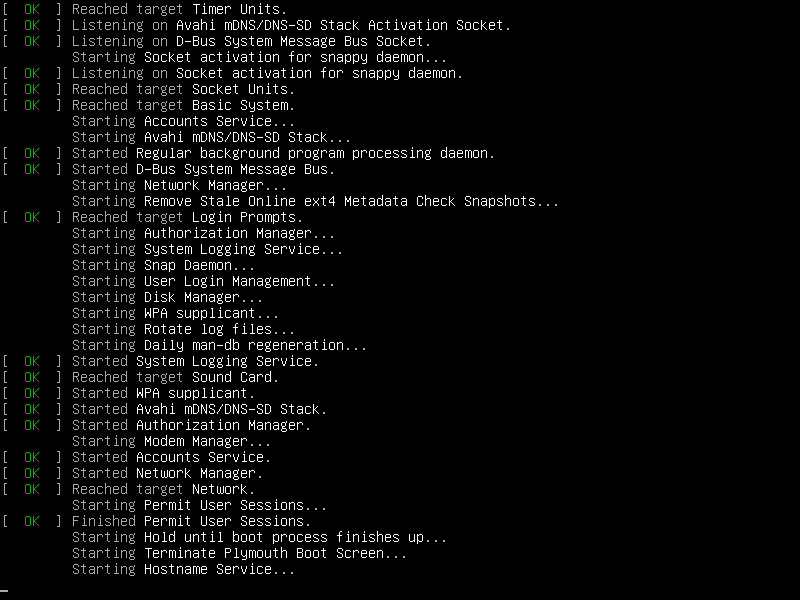 [  OK  ] Reached target Timer Units.
[  OK  ] Listening on Avahi mDNS/DNS-SD Stack Activation Socket.
[  OK  ] Listening on D-Bus System Message Bus Socket.
         Starting Socket activation for snappy daemon...
[  OK  ] Listening on Socket activation for snappy daemon.
[  OK  ] Reached target Socket Units.
[  OK  ] Reached target Basic System.
         Starting Accounts Service...
         Starting Avahi mDNS/DNS-SD Stack...
[  OK  ] Started Regular background program processing daemon.
[  OK  ] Started D-Bus System Message Bus.
         Starting Network Manager...
         Starting Remove Stale Online ext4 Metadata Check Snapshots...
[  OK  ] Reached target Login Prompts.
         Starting Authorization Manager...
         Starting System Logging Service...
         Starting Snap Daemon...
         Starting User Login Management...
         Starting Disk Manager...
         Starting WPA supplicant...
         Starting Rotate log files...
         Starting Daily man-db regeneration...
[  OK  ] Started System Logging Service.
[  OK  ] Reached target Sound Card.
[  OK  ] Started WPA supplicant.
[  OK  ] Started Avahi mDNS/DNS-SD Stack.
[  OK  ] Started Authorization Manager.
         Starting Modem Manager...
[  OK  ] Started Accounts Service.
[  OK  ] Started Network Manager.
[  OK  ] Reached target Network.
         Starting Permit User Sessions...
[  OK  ] Finished Permit User Sessions.
         Starting Hold until boot process finishes up...
         Starting Terminate Plymouth Boot Screen...
         Starting Hostname Service...